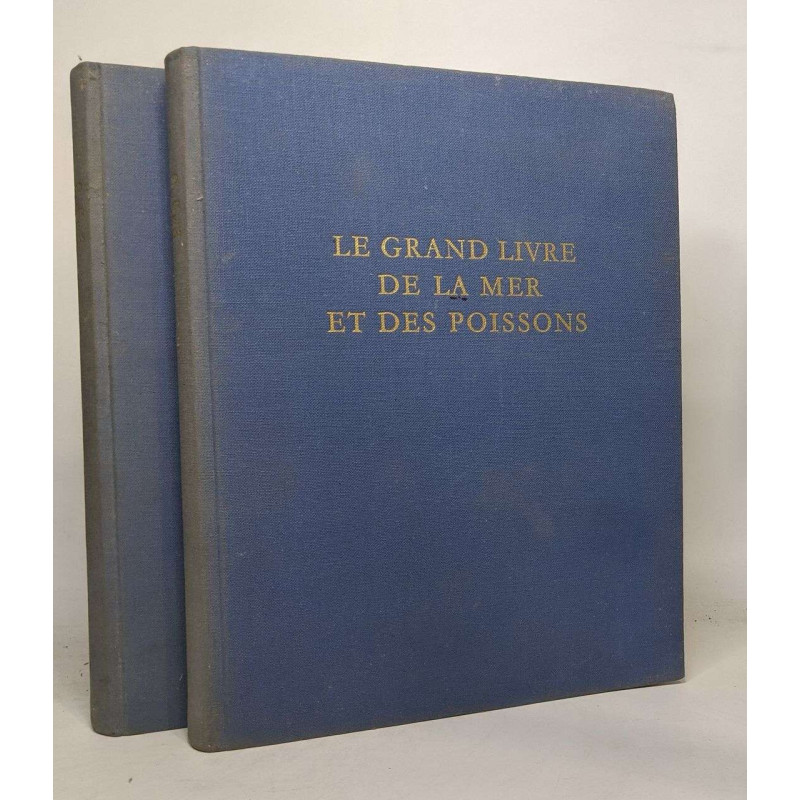 LE GRAND LIVRE
DE LA MER
ET DES POISSONS